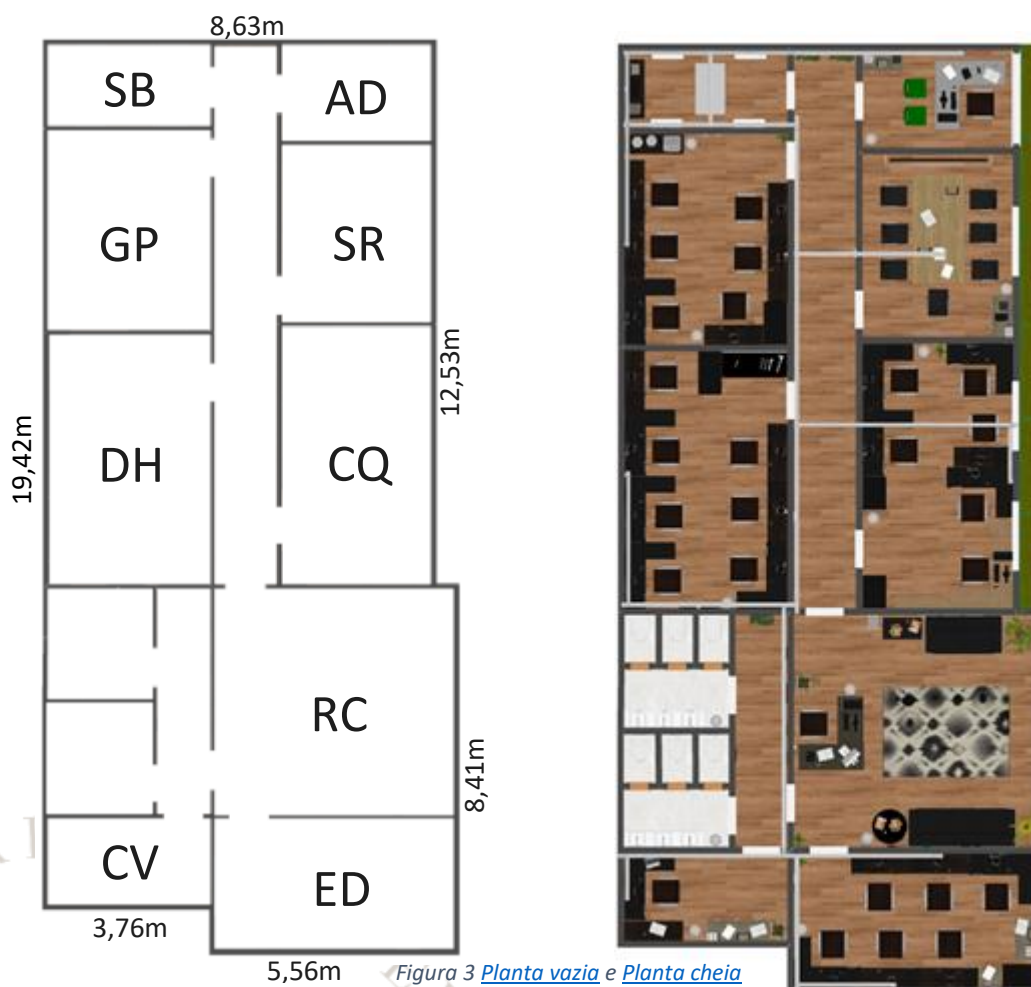 8,63m
SB
AD
GP
SR
12,53m
19,42m
DH
CQ
RC
8,41m
CV
ED
3,76m
5,56m
Figura 3 Planta vazia e Planta cheia